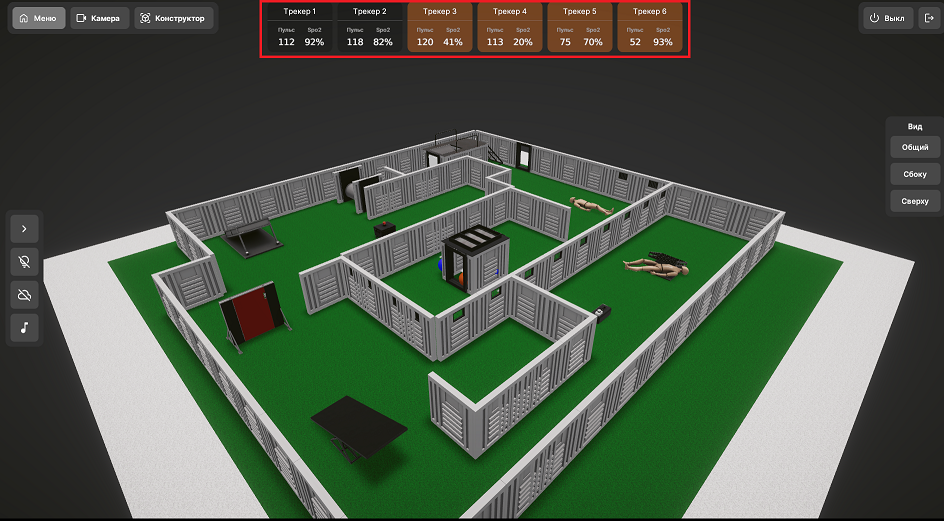 Меню Камера Конструктор
Трекер 1 Трекер 2 Трекер 3 Трекер 4 Трекер 5 Трекер 6
Пульс Spo2 Пульс Spo2 Пульс Spo2 Пульс Spo2 Пульс Spo2 Пульс Spo2
112 92% 118 82% 120 41% 113 20% 75 70% 52 93%
Выкл
Вид
Общий
Сбоку
Сверху